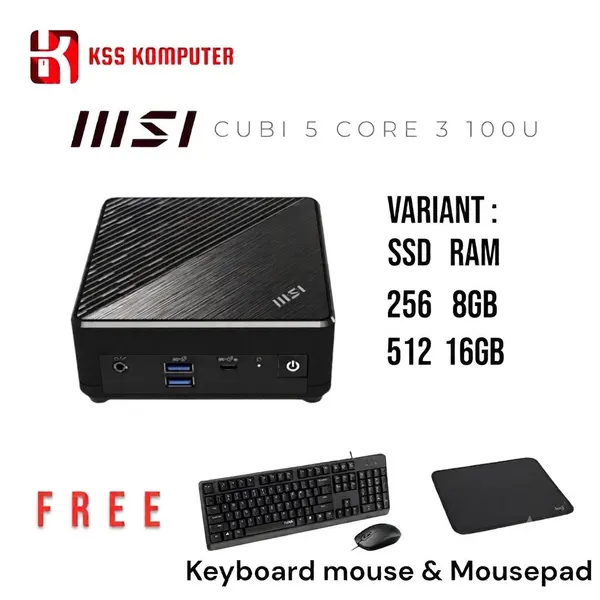 KSS KOMPUTER
msi CUBI 5 CORE 3 100U
VARIANT :
SSD RAM
256 8GB
512 16GB
msi
FREE
logi
Keyboard mouse & Mousepad